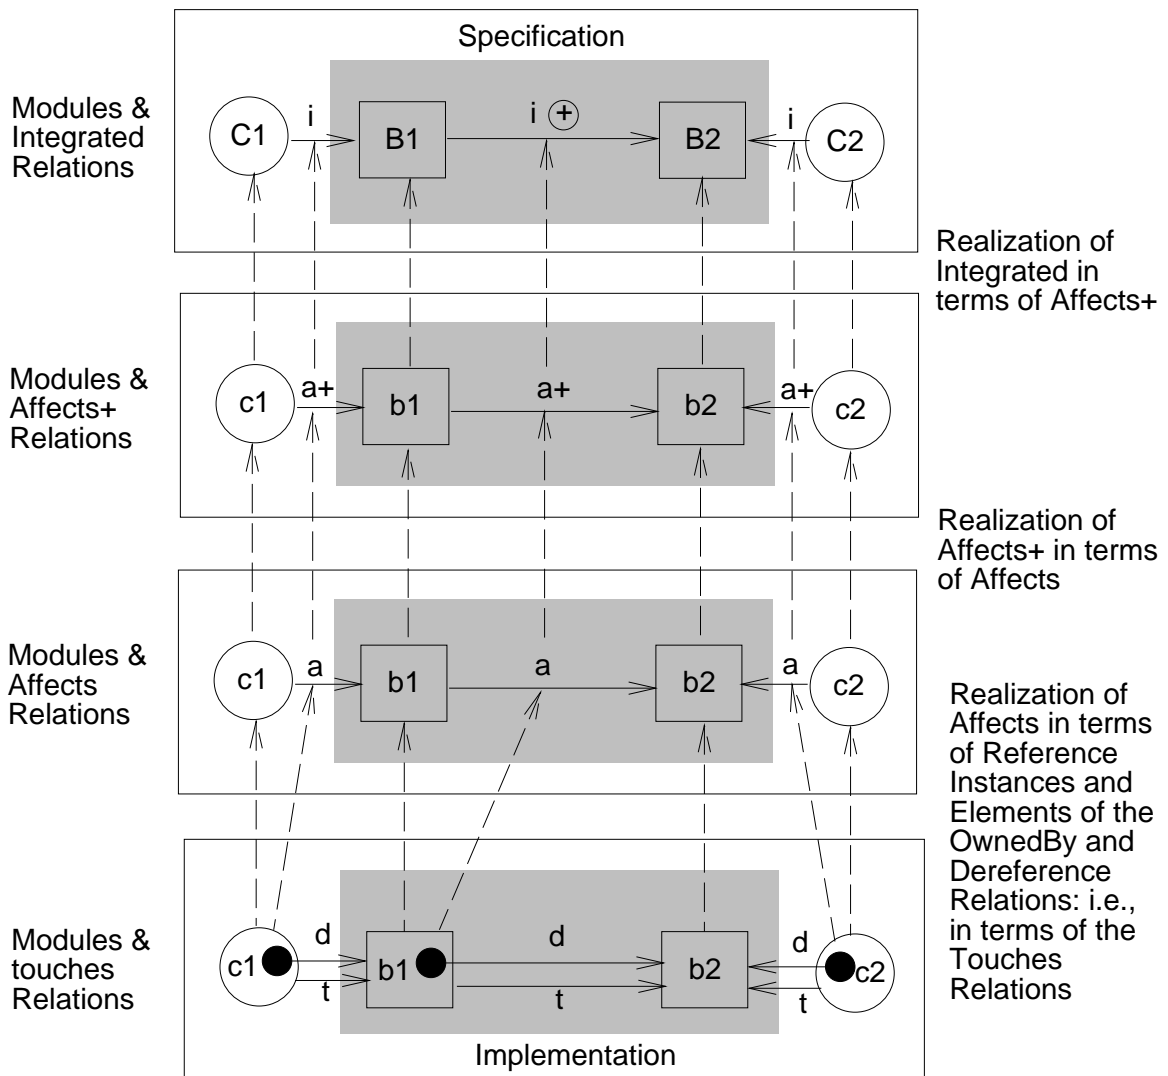 Specification
Modules &
Integrated
Relations
C1
i
B1
i +
B2
i
C2
Realization of
Integrated in
terms of Affects+
Modules &
Affects+
Relations
c1
a+
b1
a+
b2
a+
c2
Realization of
Affects+ in terms
of Affects
Modules &
Affects
Relations
c1
a
b1
a
b2
a
c2
Realization of
Affects in terms
of Reference
Instances and
Elements of the
OwnedBy and
Dereference
Relations: i.e.,
in terms of the
Touches
Relations
Modules &
touches
Relations
c1
d
t
b1
d
t
b2
d
t
c2
Implementation